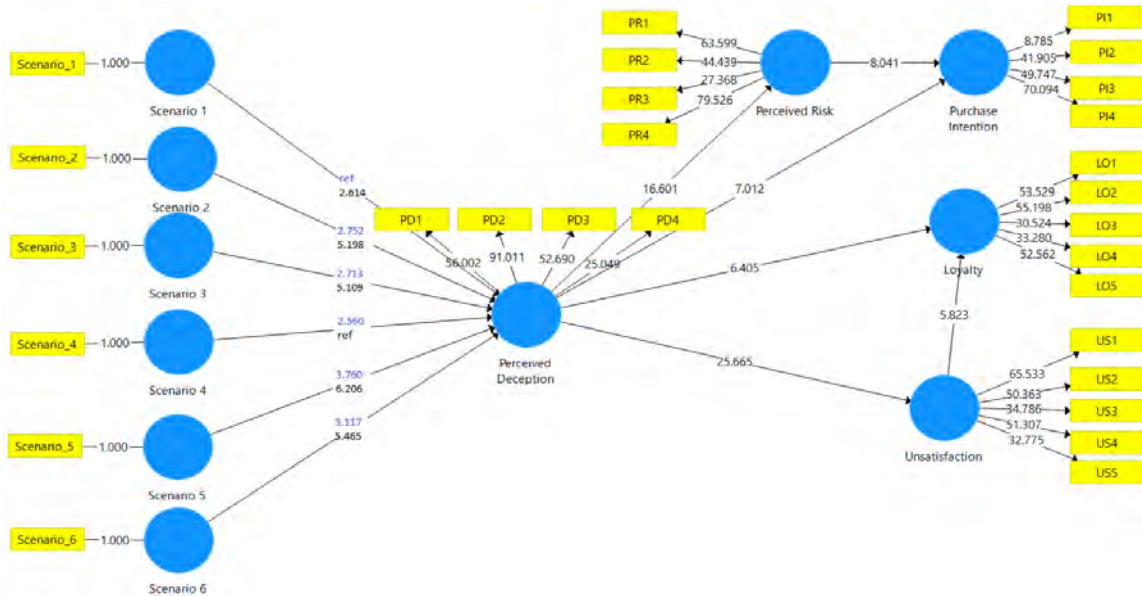 Scenario_1
1.000
Scenario 1
Scenario_2
1.000
Scenario 2
Scenario_3
1.000
Scenario 3
Scenario_4
1.000
Scenario 4
Scenario_5
1.000
Scenario 5
Scenario_6
1.000
Scenario 6
ref
2.614
2.752
5.198
2.713
5.109
2.560
ref
3.760
6.206
5.465
PD1
PD2
PD3
PD4
56.002
91.011
52.690
25.049
Perceived
Deception
PR1
PR2
PR3
PR4
63.599
44.439
27.368
79.526
Perceived Risk
16.601
8.041
7.012
6.405
25.665
5.823
Purchase
Intention
PI1
PI2
PI3
PI4
8.785
41.905
49.747
70.094
Loyalty
LO1
LO2
LO3
LO4
LO5
53.529
55.198
30.524
33.280
52.562
Unsatisfaction
US1
US2
US3
US4
US5
65.533
50.363
34.786
51.307
32.775